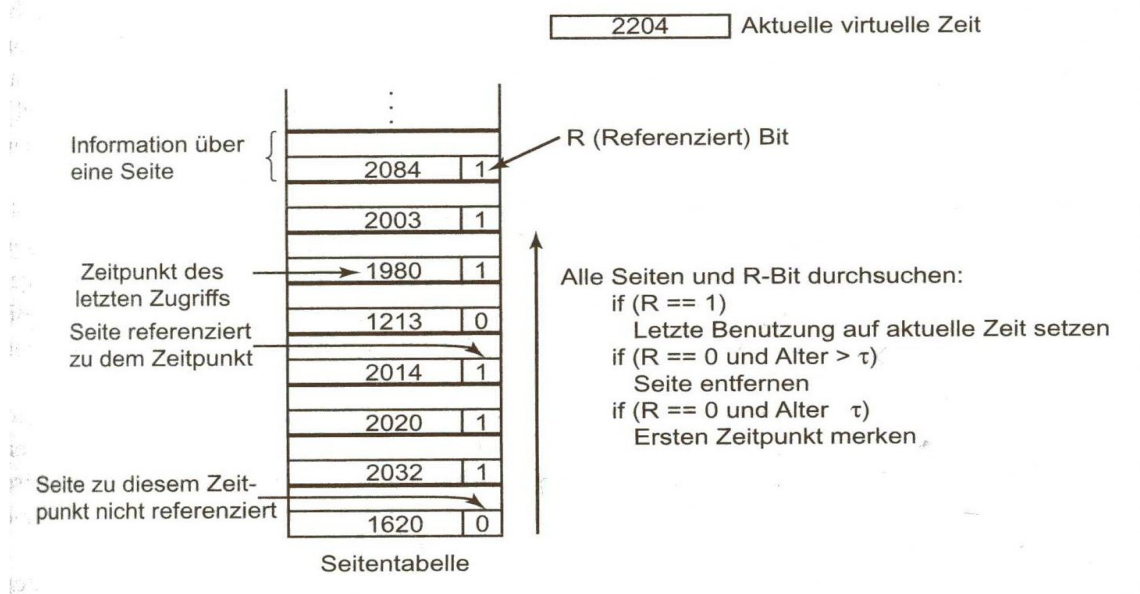 2204 Aktuelle virtuelle Zeit
Information über
eine Seite
R (Referenziert) Bit
2084 1
2003 1
Zeitpunkt des
letzten Zugriffs
1980 1
Seite referenziert
zu dem Zeitpunkt
1213 0
2014 1
2020 1
2032 1
Seite zu diesem Zeit-
punkt nicht referenziert
1620 0
Seitentabelle
Alle Seiten und R-Bit durchsuchen:
if (R == 1)
Letzte Benutzung auf aktuelle Zeit setzen
if (R == 0 und Alter > τ)
Seite entfernen
if (R == 0 und Alter τ)
Ersten Zeitpunkt merken